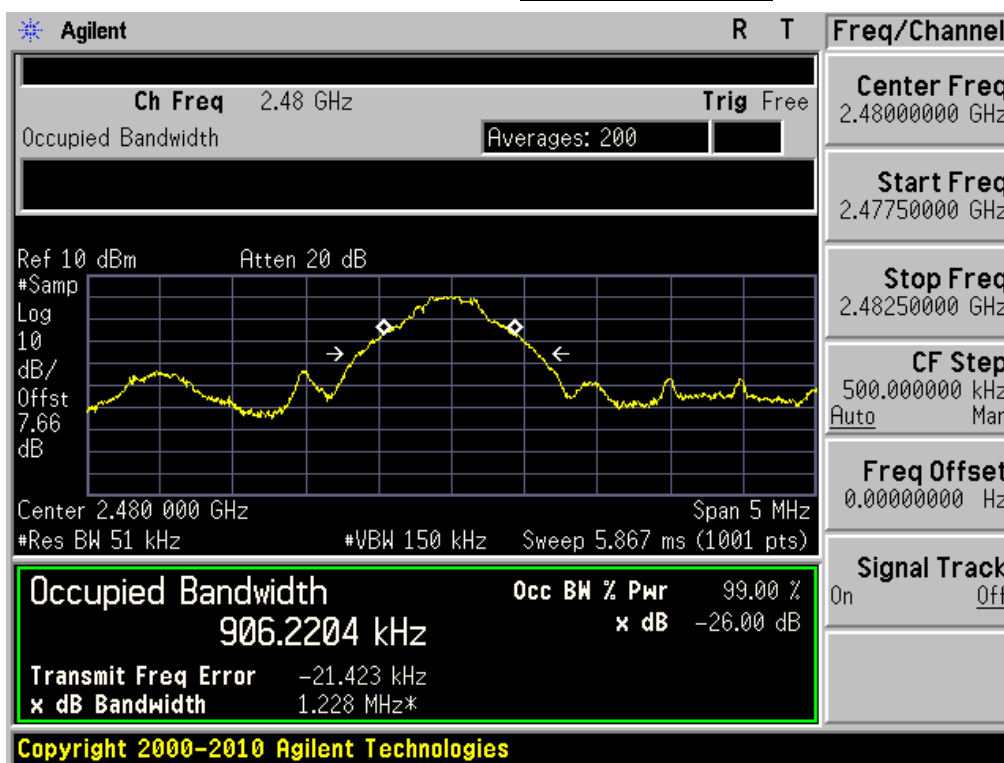 Agilent R T
Freq/Channel
Ch Freq 2.48 GHz Trig Free
Occupied Bandwidth Averages: 200
Center Freq
2.48000000 GHz
Start Freq
2.47750000 GHz
Stop Freq
2.48250000 GHz
CF Step
500.000000 kHz
Auto Man
Freq Offset
0.00000000 Hz
Signal Track
On Off
Ref 10 dBm Atten 20 dB
#Samp
Log
10
dB/
Offst
7.66
dB
Center 2.480 000 GHz Span 5 MHz
#Res BW 51 kHz #VBW 150 kHz Sweep 5.867 ms (1001 pts)
Occupied Bandwidth Occ BW % Pwr 99.00 %
906.2204 kHz x dB -26.00 dB
Transmit Freq Error -21.423 kHz
x dB Bandwidth 1.228 MHz*
Copyright 2000-2010 Agilent Technologies